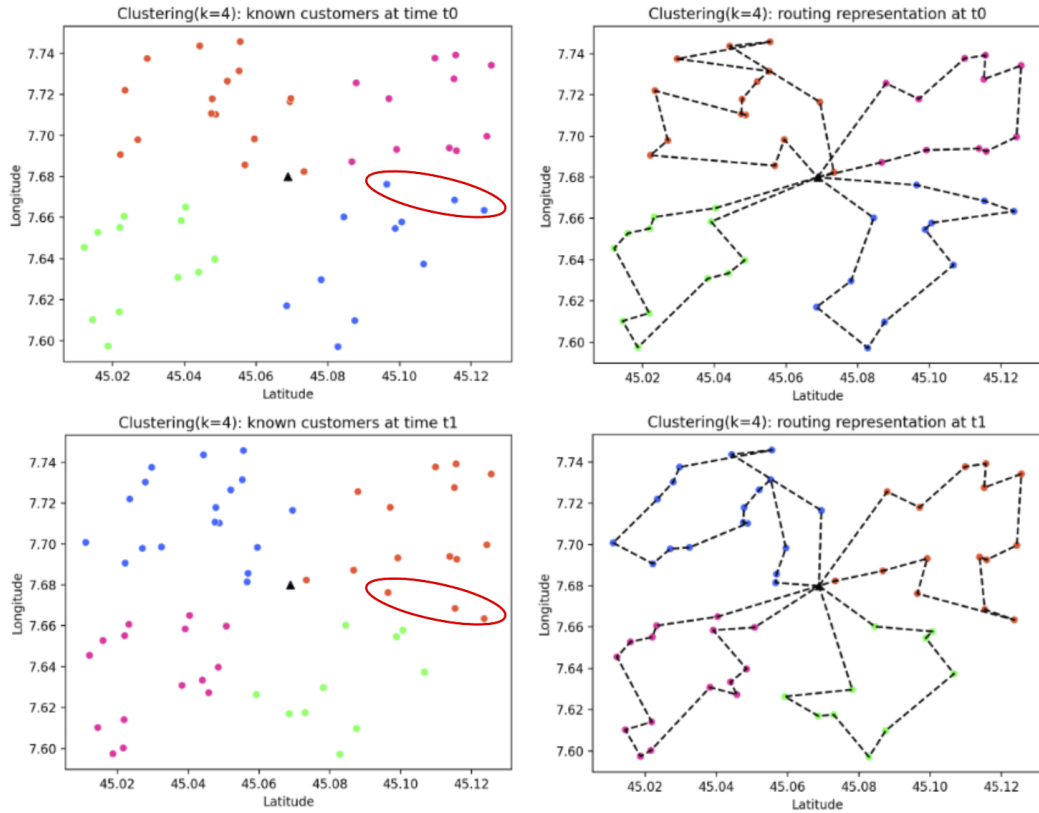 Clustering(k=4): known customers at time t0
Longitude
7.74
7.72
7.70
7.68
7.66
7.64
7.62
7.60
45.02 45.04 45.06 45.08 45.10 45.12
Latitude
Clustering(k=4): routing representation at t0
Longitude
7.74
7.72
7.70
7.68
7.66
7.64
7.62
7.60
45.02 45.04 45.06 45.08 45.10 45.12
Latitude
Clustering(k=4): known customers at time t1
Longitude
7.74
7.72
7.70
7.68
7.66
7.64
7.62
7.60
45.02 45.04 45.06 45.08 45.10 45.12
Latitude
Clustering(k=4): routing representation at t1
Longitude
7.74
7.72
7.70
7.68
7.66
7.64
7.62
7.60
45.02 45.04 45.06 45.08 45.10 45.12
Latitude